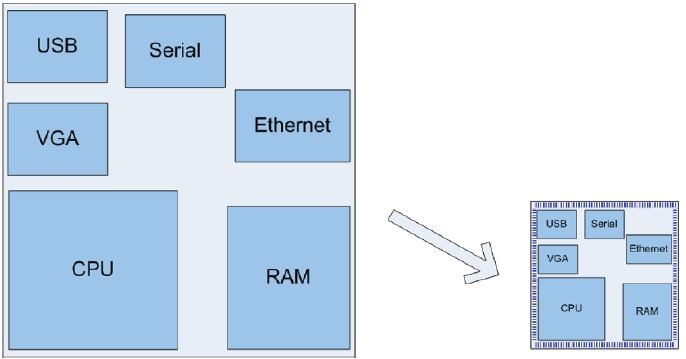 USB
Serial
VGA
Ethernet
CPU
RAM
USB
Serial
VGA
Ethernet
CPU
RAM